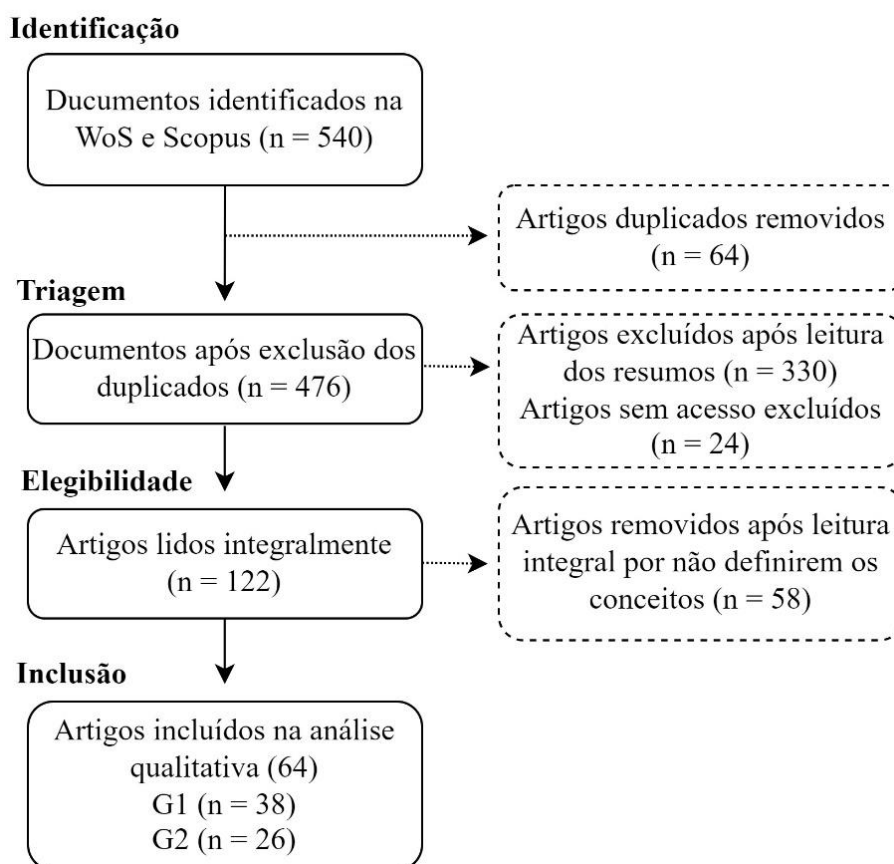 Identificação
Ducumentos identificados na
WoS e Scopus (n = 540)
Artigos duplicados removidos
(n = 64)
Triagem
Documentos após exclusão dos
duplicados (n = 476)
Artigos excluídos após leitura
dos resumos (n = 330)
Artigos sem acesso excluídos
(n = 24)
Elegibilidade
Artigos lidos integralmente
(n = 122)
Artigos removidos após leitura
integral por não definirem os
conceitos (n = 58)
Inclusão
Artigos incluídos na análise
qualitativa (64)
G1 (n = 38)
G2 (n = 26)